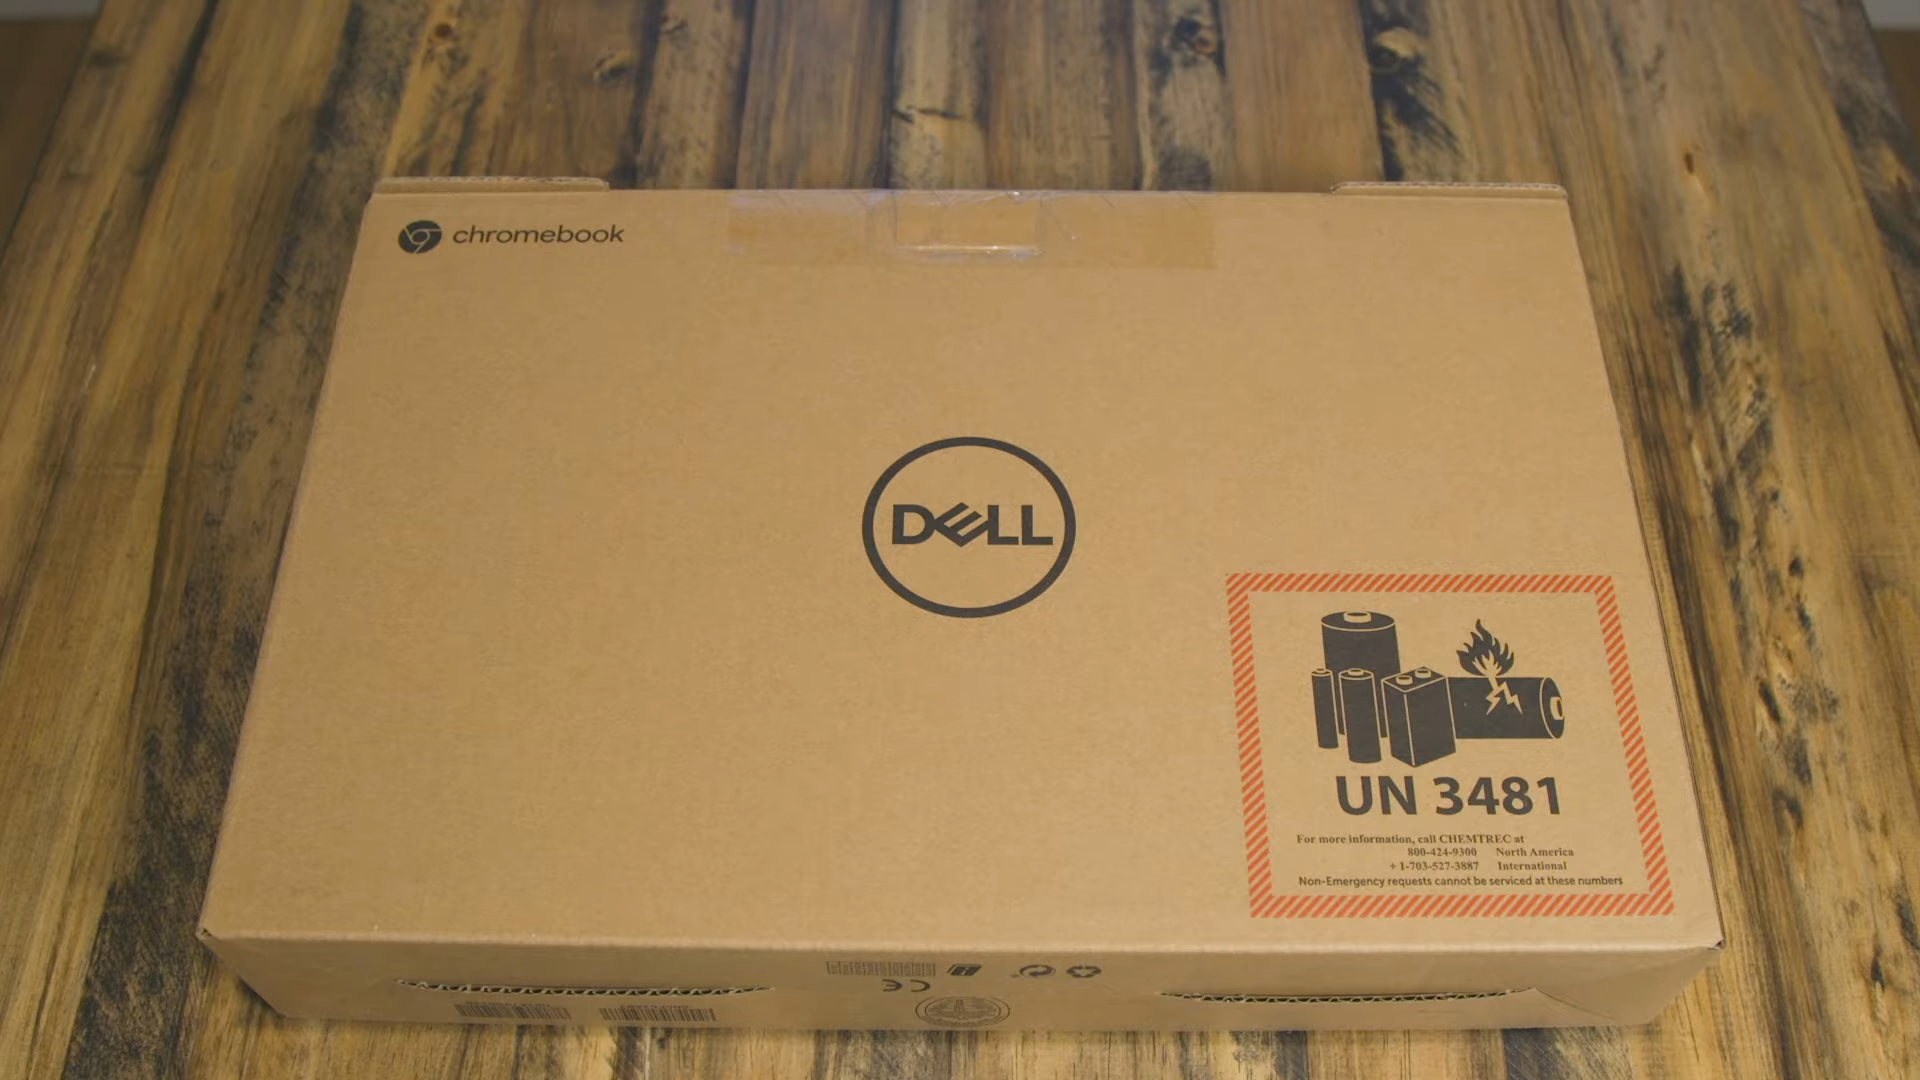 chromebook
DELL
UN 3481
For more information, call CHEMTREC at
800-424-9300 North America
+ 1-703-527-3887 International
Non-Emergency requests cannot be serviced at these numbers
CE